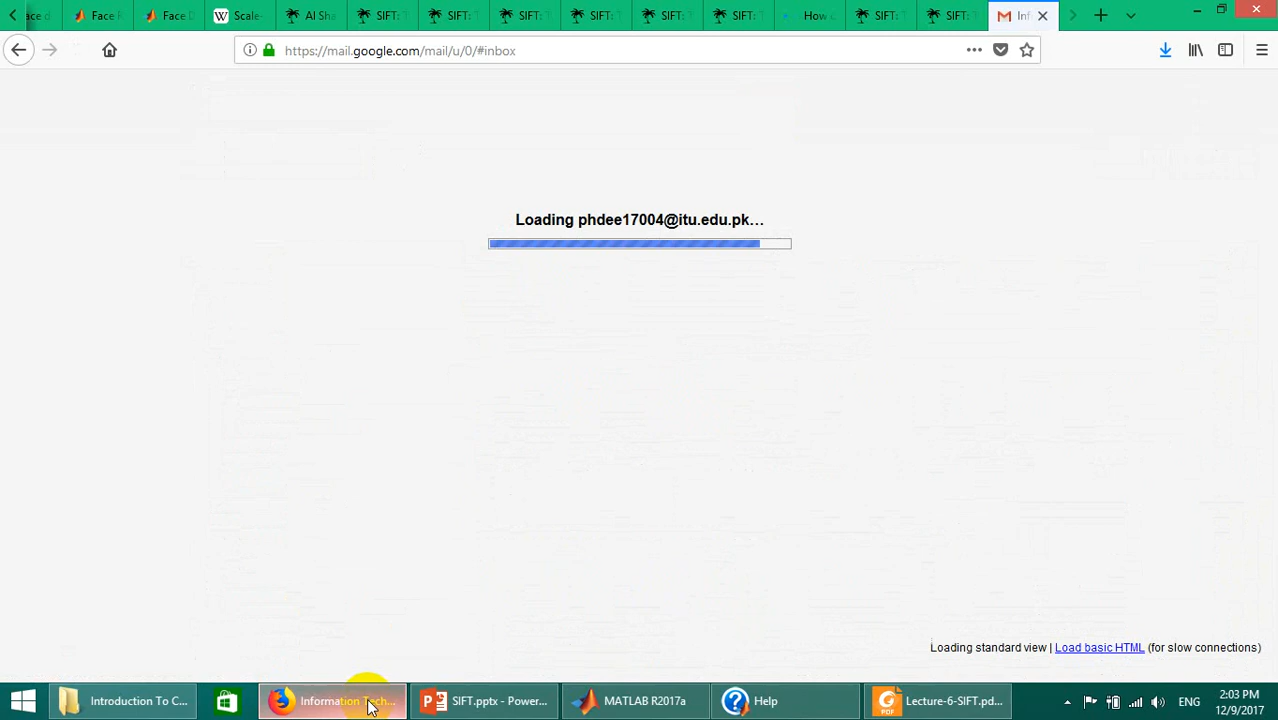 Face R
Face D
Scale-
AI Sha
SIFT: T
SIFT: T
SIFT: T
SIFT: T
SIFT: T
SIFT: T
How C
SIFT: T
SIFT: T
Inf
https://mail.google.com/mail/u/0/#inbox
Loading phdee17004@itu.edu.pk…
Loading standard view | Load basic HTML (for slow connections)
Introduction To C...
Information Tech...
SIFT.pptx - Power...
MATLAB R2017a
Help
Lecture-6-SIFT.pd...
ENG
2:03 PM
12/9/2017